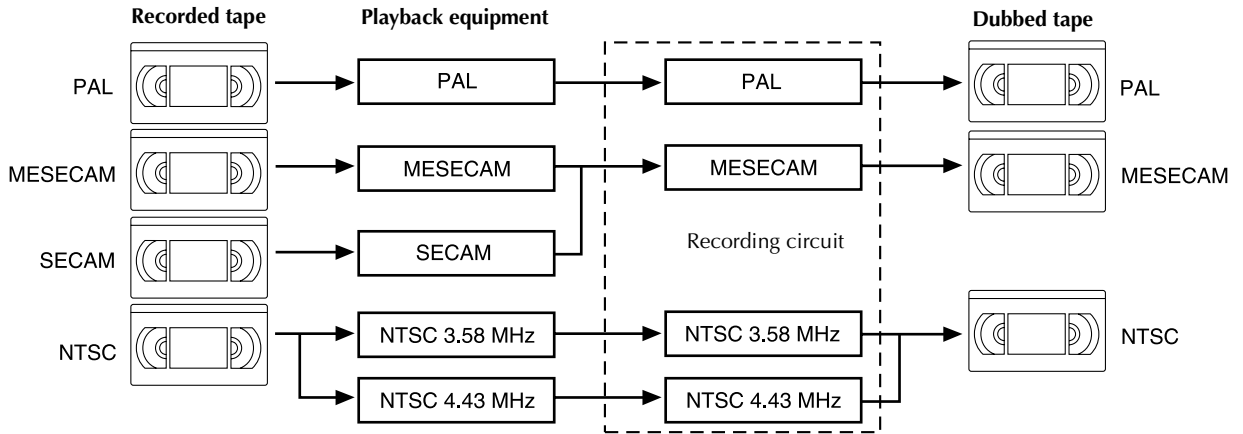 Recorded tape Playback equipment Dubbed tape
PAL PAL PAL PAL
MESECAM MESECAM MESECAM MESECAM
SECAM SECAM Recording circuit
NTSC NTSC 3.58 MHz NTSC 3.58 MHz NTSC
NTSC 4.43 MHz NTSC 4.43 MHz